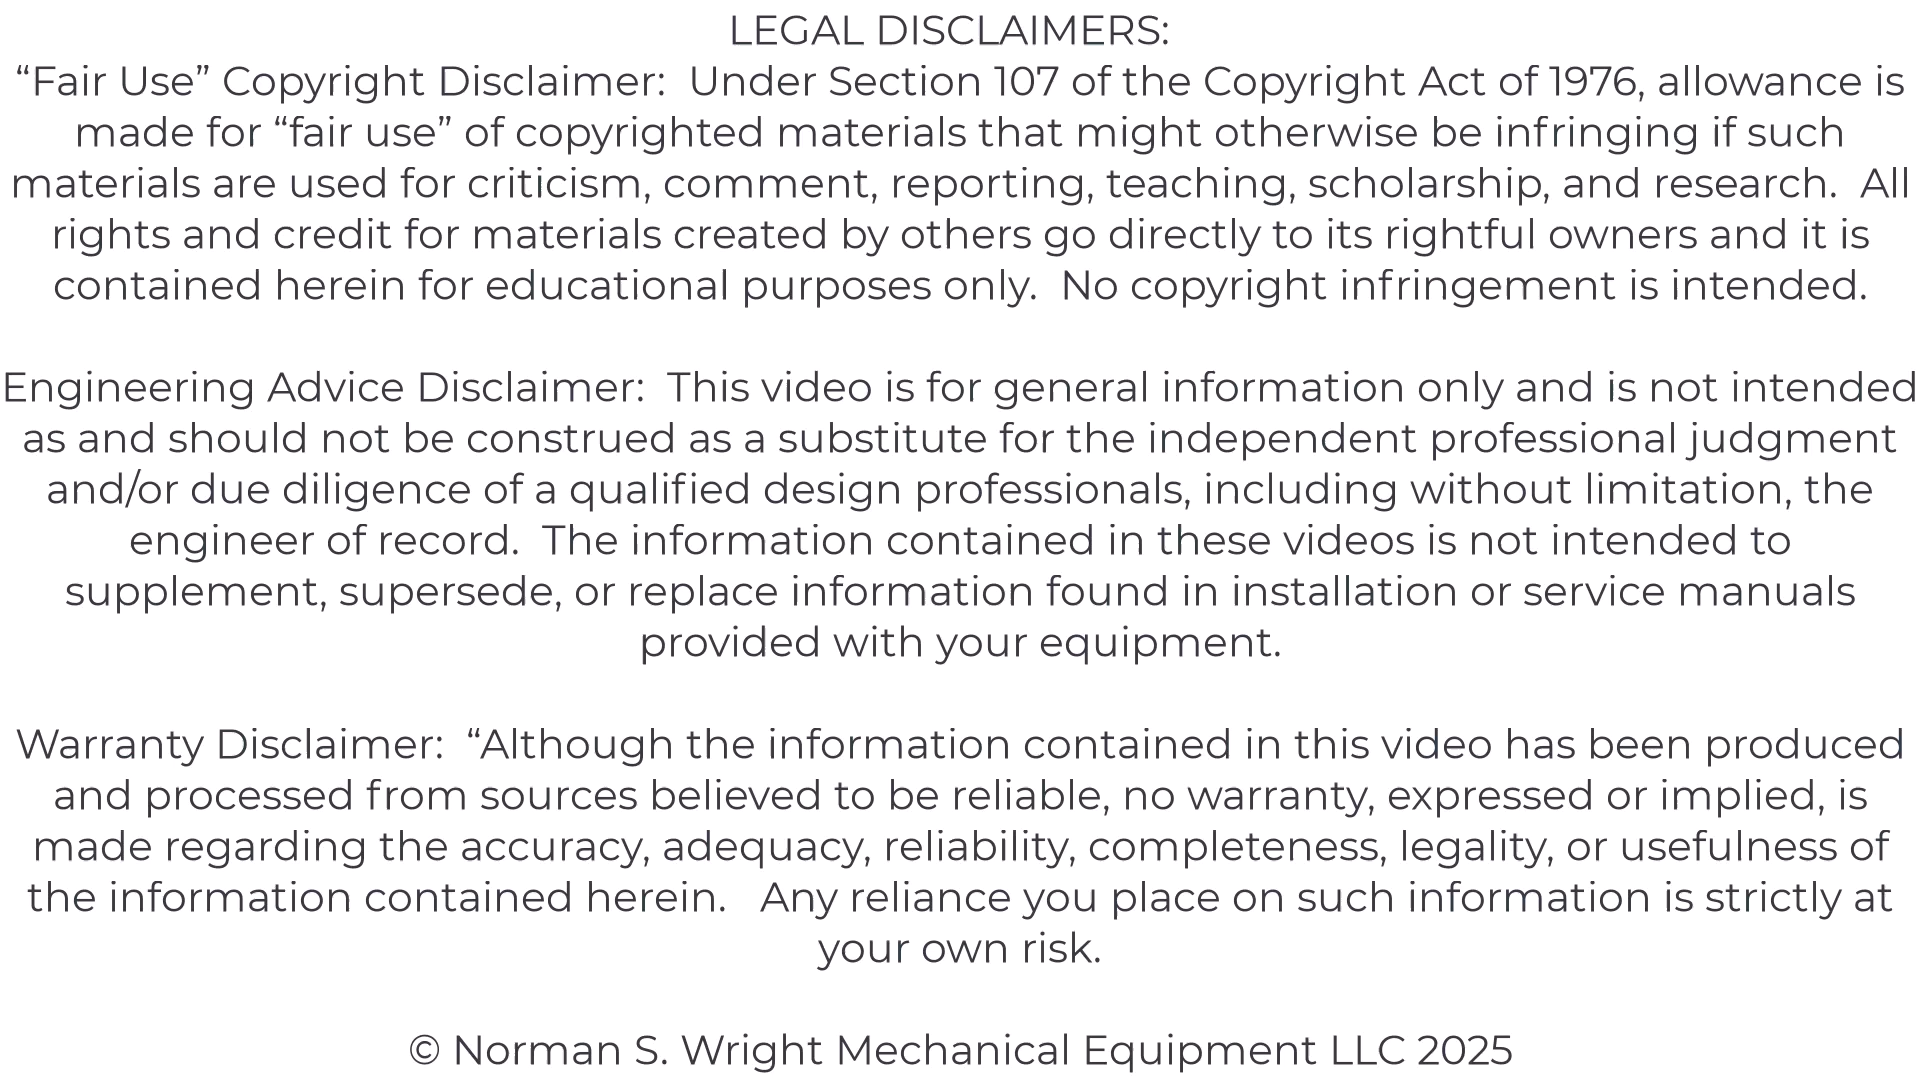 LEGAL DISCLAIMERS:
“Fair Use” Copyright Disclaimer:  Under Section 107 of the Copyright Act of 1976, allowance is
made for “fair use” of copyrighted materials that might otherwise be infringing if such
materials are used for criticism, comment, reporting, teaching, scholarship, and research.  All
rights and credit for materials created by others go directly to its rightful owners and it is
contained herein for educational purposes only.  No copyright infringement is intended.
Engineering Advice Disclaimer:  This video is for general information only and is not intended
as and should not be construed as a substitute for the independent professional judgment
and/or due diligence of a qualified design professionals, including without limitation, the
engineer of record.  The information contained in these videos is not intended to
supplement, supersede, or replace information found in installation or service manuals
provided with your equipment.
Warranty Disclaimer:  “Although the information contained in this video has been produced
and processed from sources believed to be reliable, no warranty, expressed or implied, is
made regarding the accuracy, adequacy, reliability, completeness, legality, or usefulness of
the information contained herein.   Any reliance you place on such information is strictly at
your own risk.
© Norman S. Wright Mechanical Equipment LLC 2025